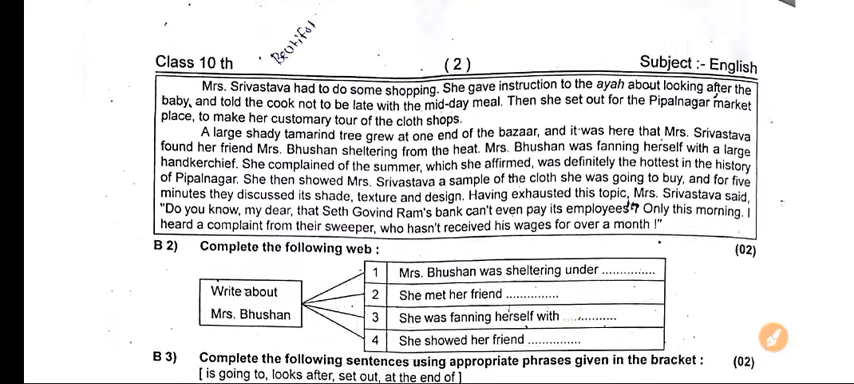 Beautiful
Class 10 th
( 2 )
Subject :- English
Mrs. Srivastava had to do some shopping. She gave instruction to the ayah about looking after the
baby, and told the cook not to be late with the mid-day meal. Then she set out for the Pipalnagar market
place, to make her customary tour of the cloth shops.
A large shady tamarind tree grew at one end of the bazaar, and it was here that Mrs. Srivastava
found her friend Mrs. Bhushan sheltering from the heat. Mrs. Bhushan was fanning herself with a large
handkerchief. She complained of the summer, which she affirmed, was definitely the hottest in the history
of Pipalnagar. She then showed Mrs. Srivastava a sample of the cloth she was going to buy, and for five
minutes they discussed its shade, texture and design. Having exhausted this topic, Mrs. Srivastava said,
"Do you know, my dear, that Seth Govind Ram's bank can't even pay its employees? Only this morning. I
heard a complaint from their sweeper, who hasn't received his wages for over a month !"
B 2) Complete the following web : (02)
Write about
Mrs. Bhushan
1 Mrs. Bhushan was sheltering under ...............
2 She met her friend ...............
3 She was fanning herself with ...............
4 She showed her friend ...............
B 3) Complete the following sentences using appropriate phrases given in the bracket : (02)
[ is going to, looks after, set out, at the end of ]